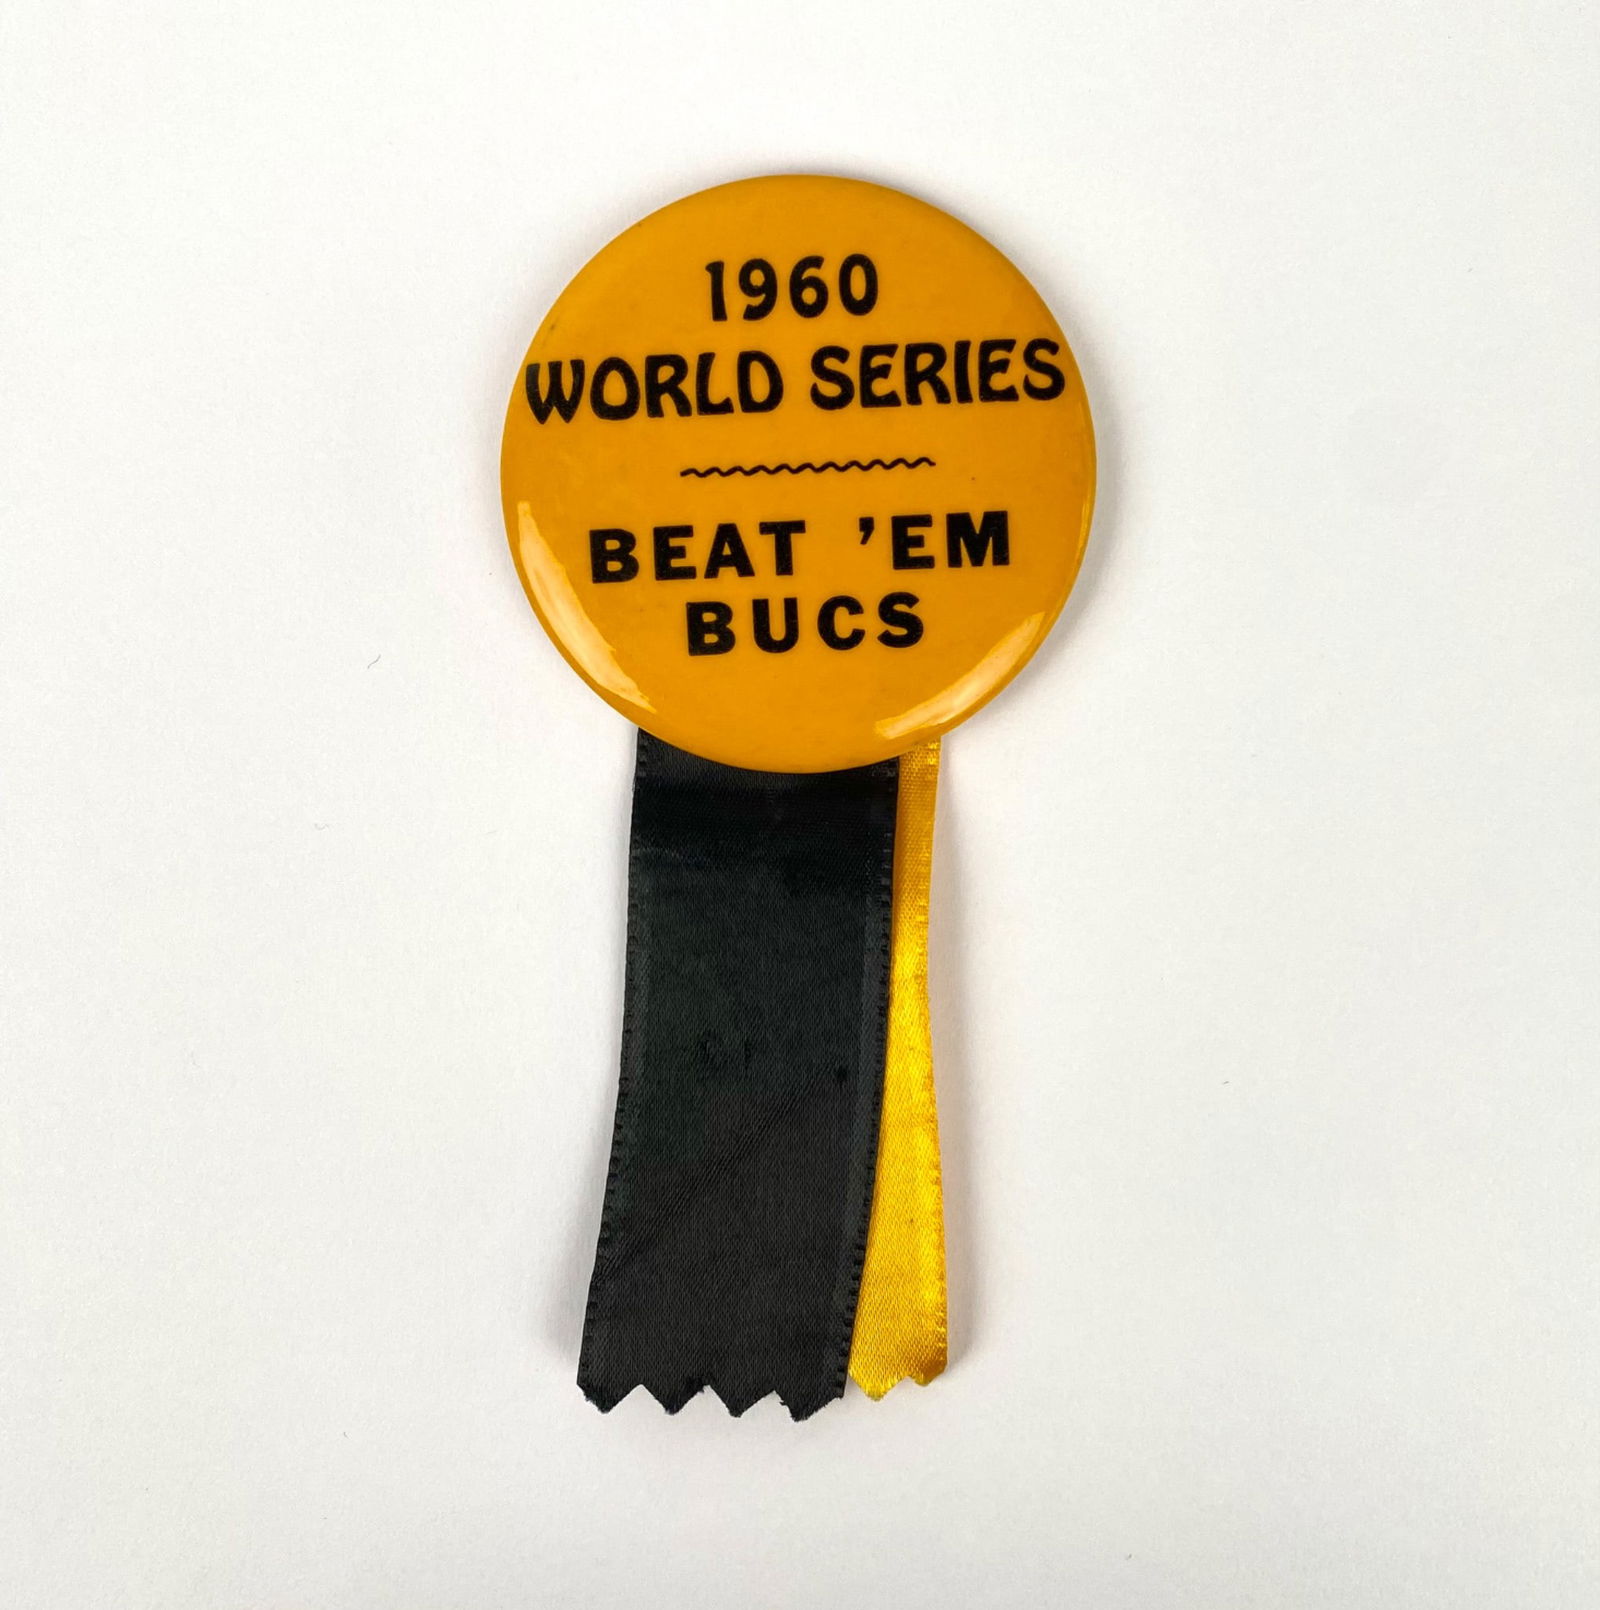 1960
WORLD SERIES
BEAT 'EM
BUCS